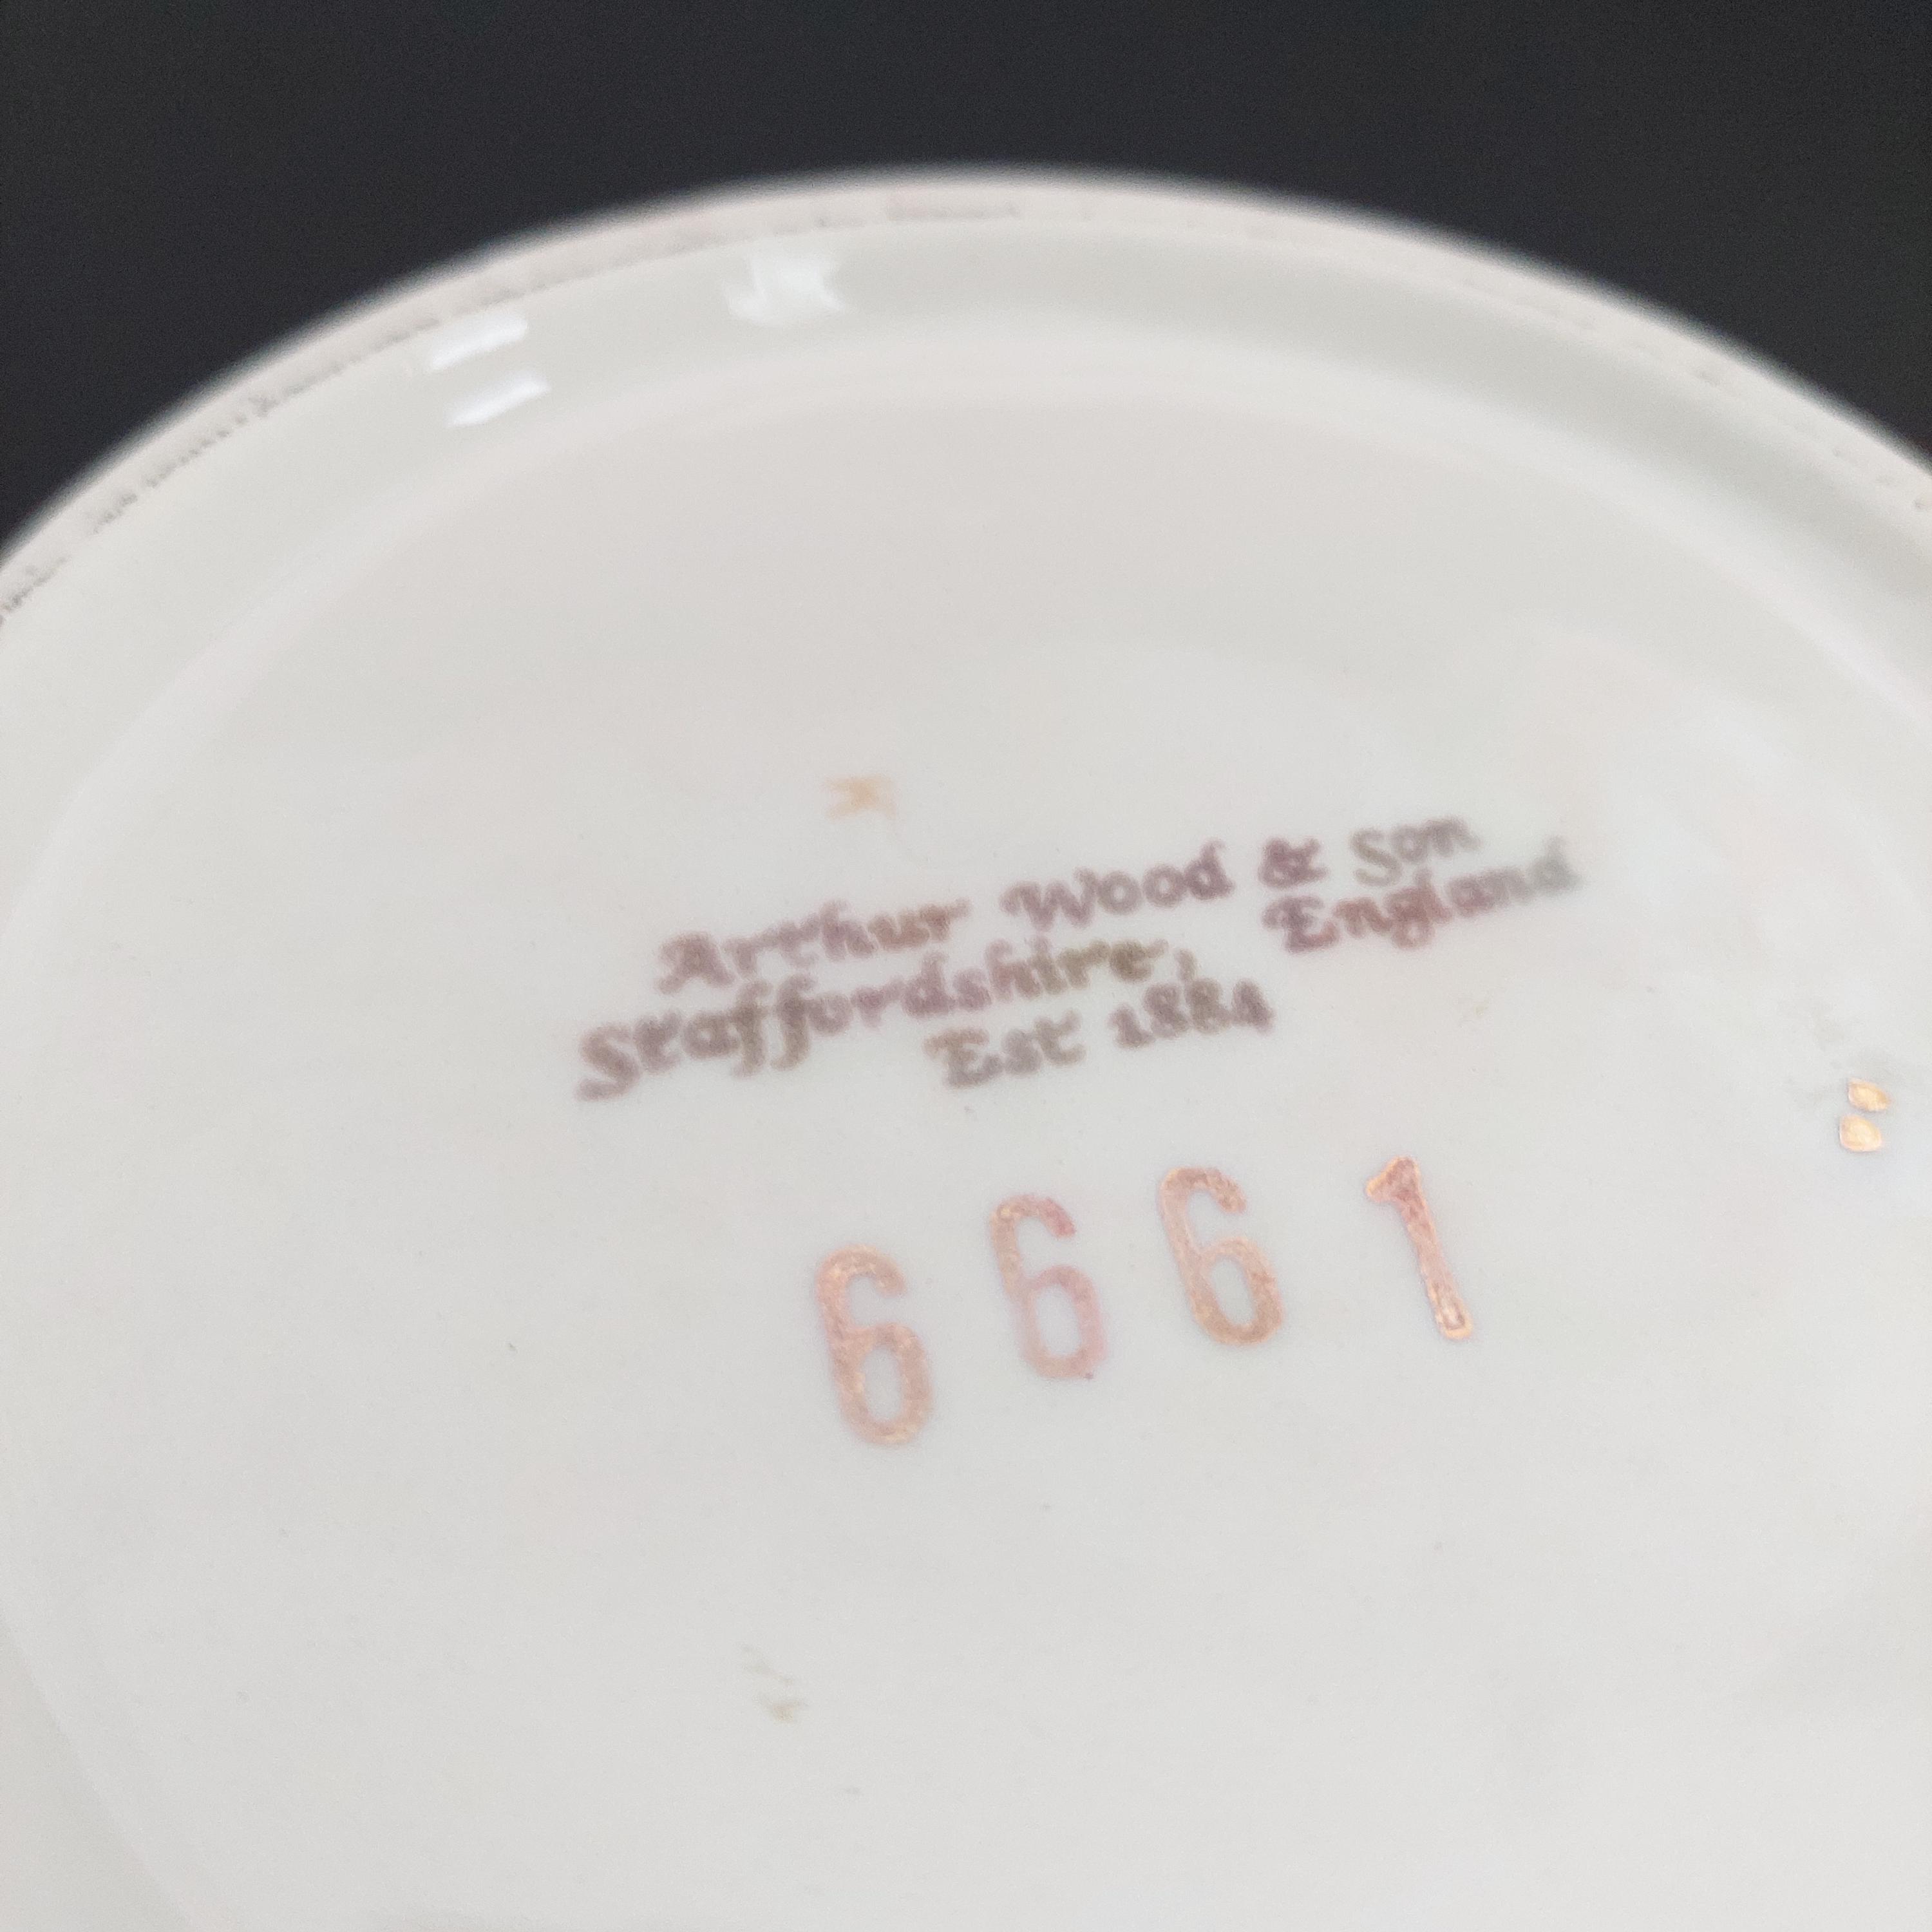 Arthur Wood & Son
Staffordshire, England
Est 1884
6661